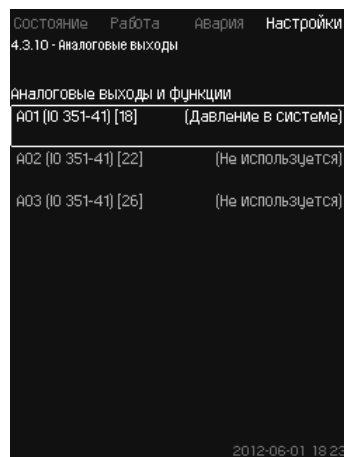 Состояние Работа Авария Настройки
4.3.10 - Аналоговые выходы
Аналоговые выходы и функции
AO1 (IO 351-41) [18] (Давление в системе)
AO2 (IO 351-41) [22] (Не используется)
AO3 (IO 351-41) [26] (Не используется)
2012-06-01 18:23